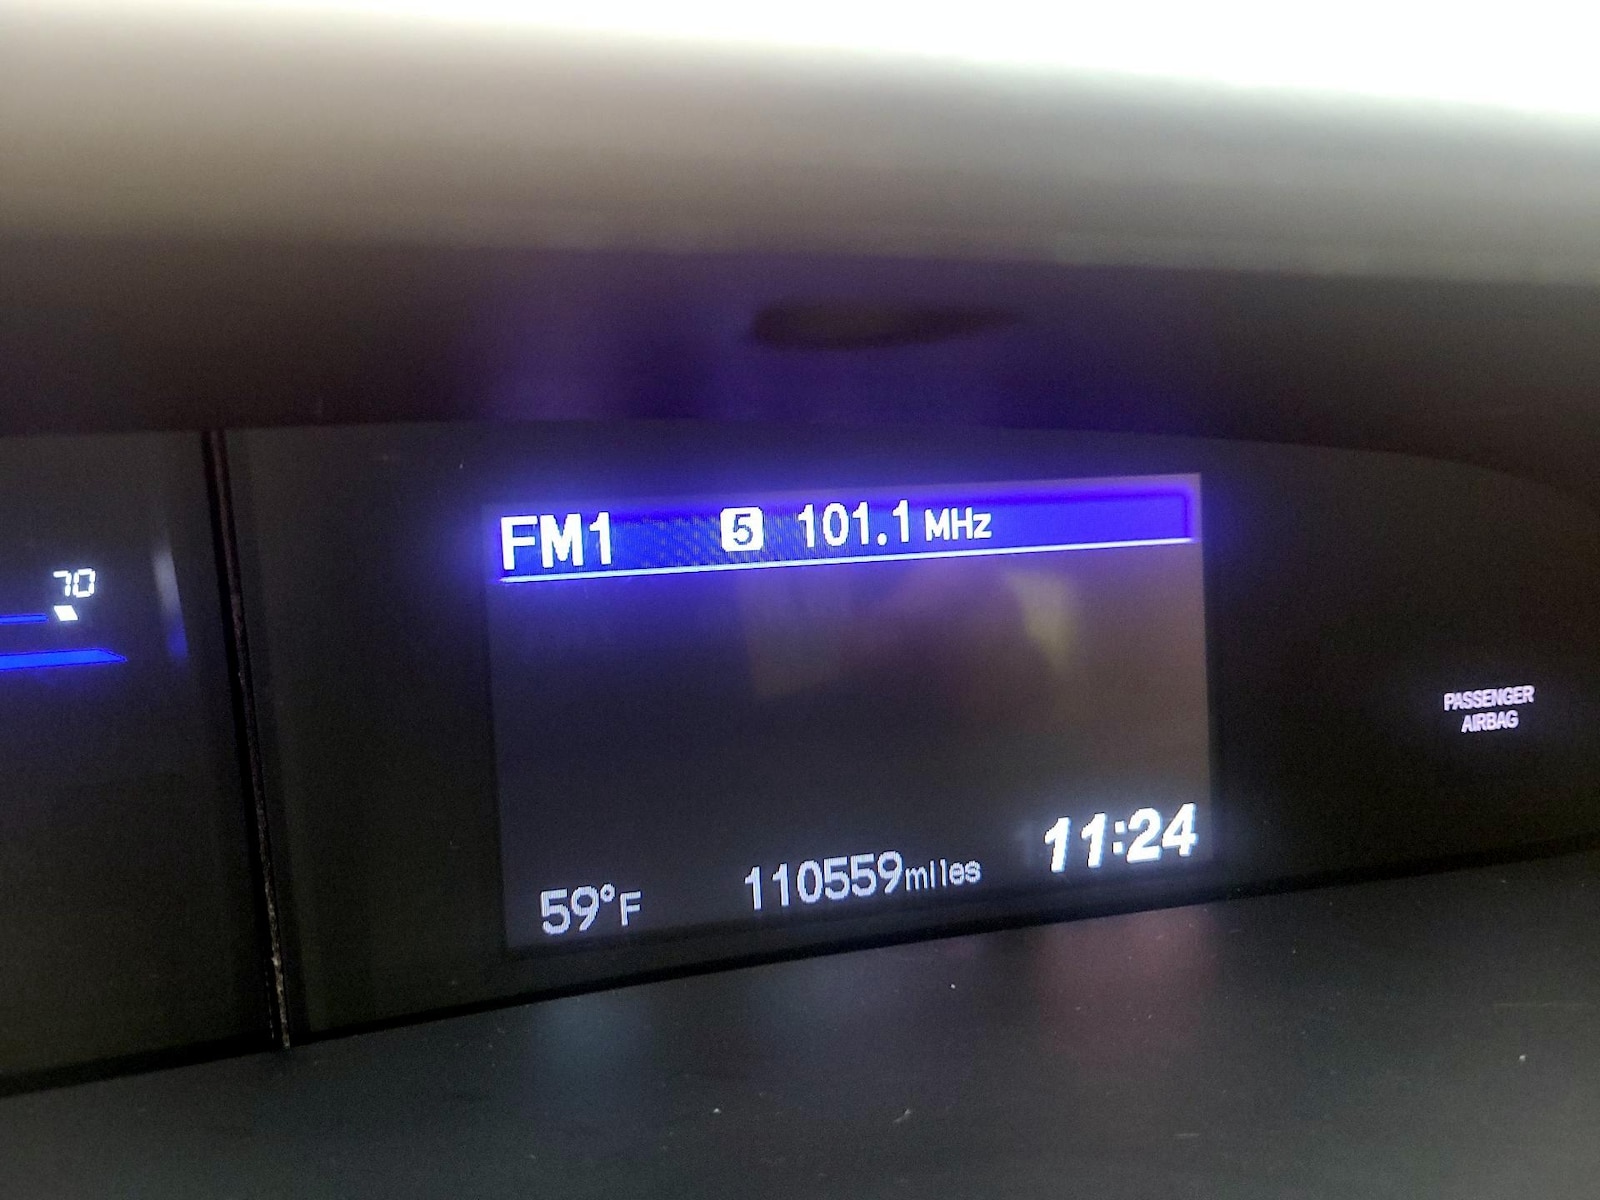 FM1 5 101.1 MHz
70
PASSENGER
AIRBAG
59°F 110559miles 11:24